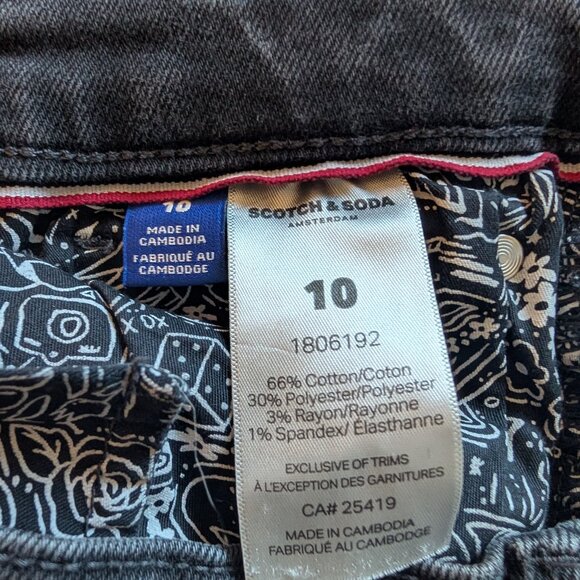 10
MADE IN
CAMBODIA
FABRIQUÉ AU
CAMBODGE
SCOTCH & SODA
AMSTERDAM
10
1806192
66% Cotton/Coton
30% Polyester/Polyester
3% Rayon/Rayonne
1% Spandex/ Élasthanne
EXCLUSIVE OF TRIMS
À L'EXCEPTION DES GARNITURES
CA# 25419
MADE IN CAMBODIA
FABRIQUÉ AU CAMBODGE